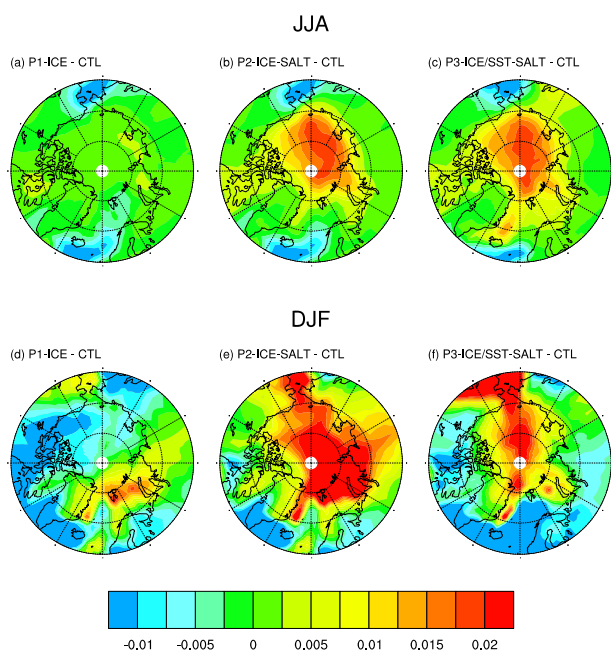 JJA
(a) P1-ICE - CTL
(b) P2-ICE-SALT - CTL
(c) P3-ICE/SST-SALT - CTL
DJF
(d) P1-ICE - CTL
(e) P2-ICE-SALT - CTL
(f) P3-ICE/SST-SALT - CTL
-0.01 -0.005 0 0.005 0.01 0.015 0.02